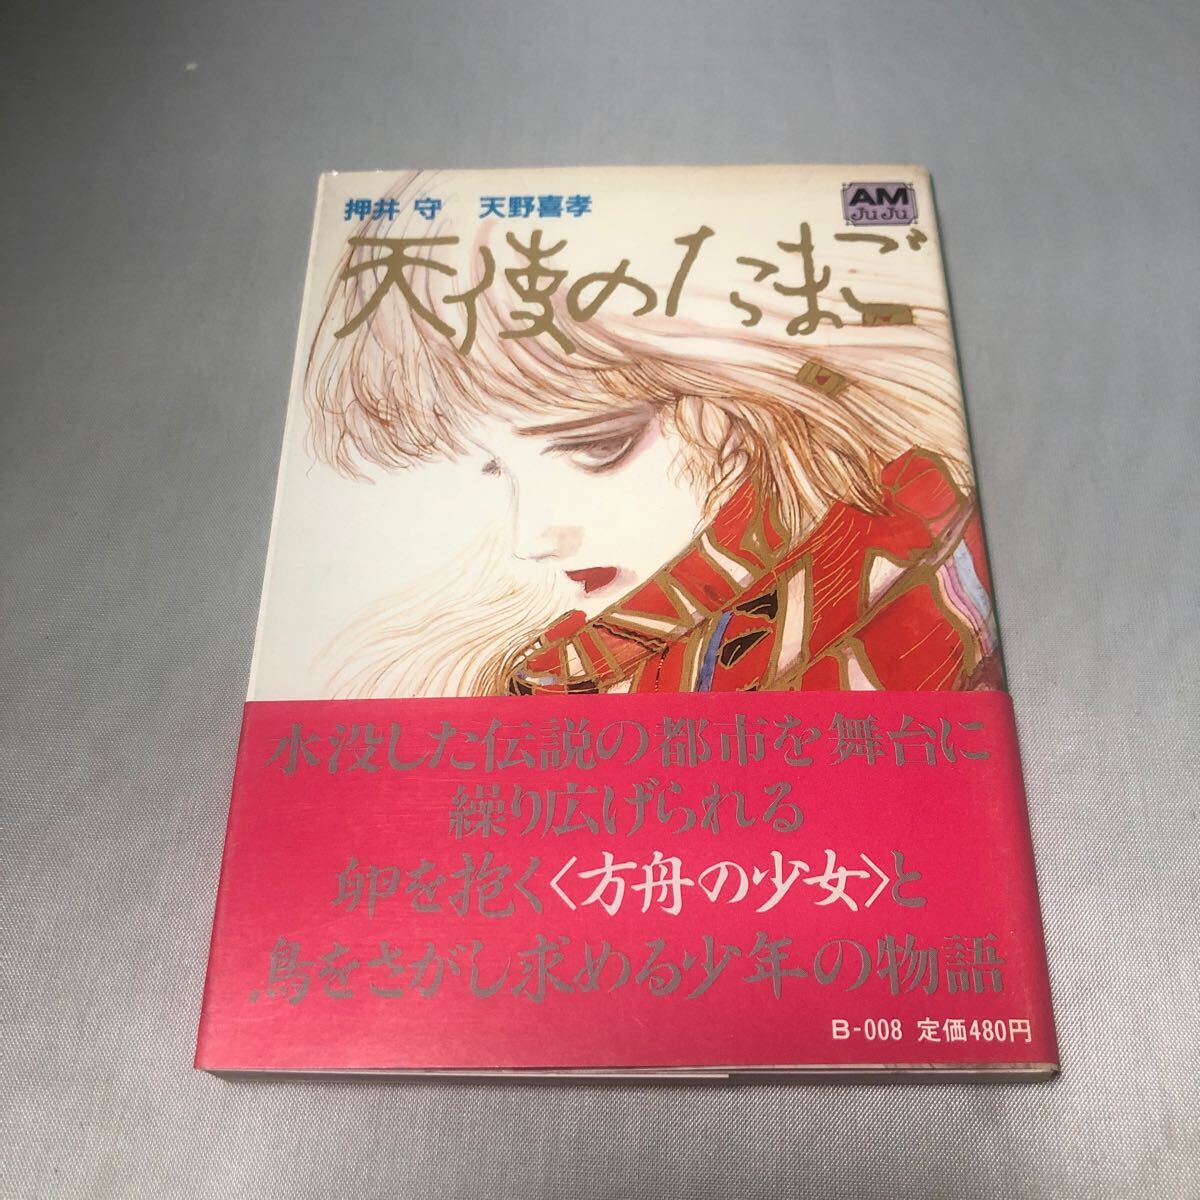 押井 守 天野喜孝
AM
JuJu
天使のたまご
水没した伝説の都市を舞台に
繰り広げられる
卵を抱く〈方舟の少女〉と
鳥をさがし求める少年の物語
B-008 定価480円